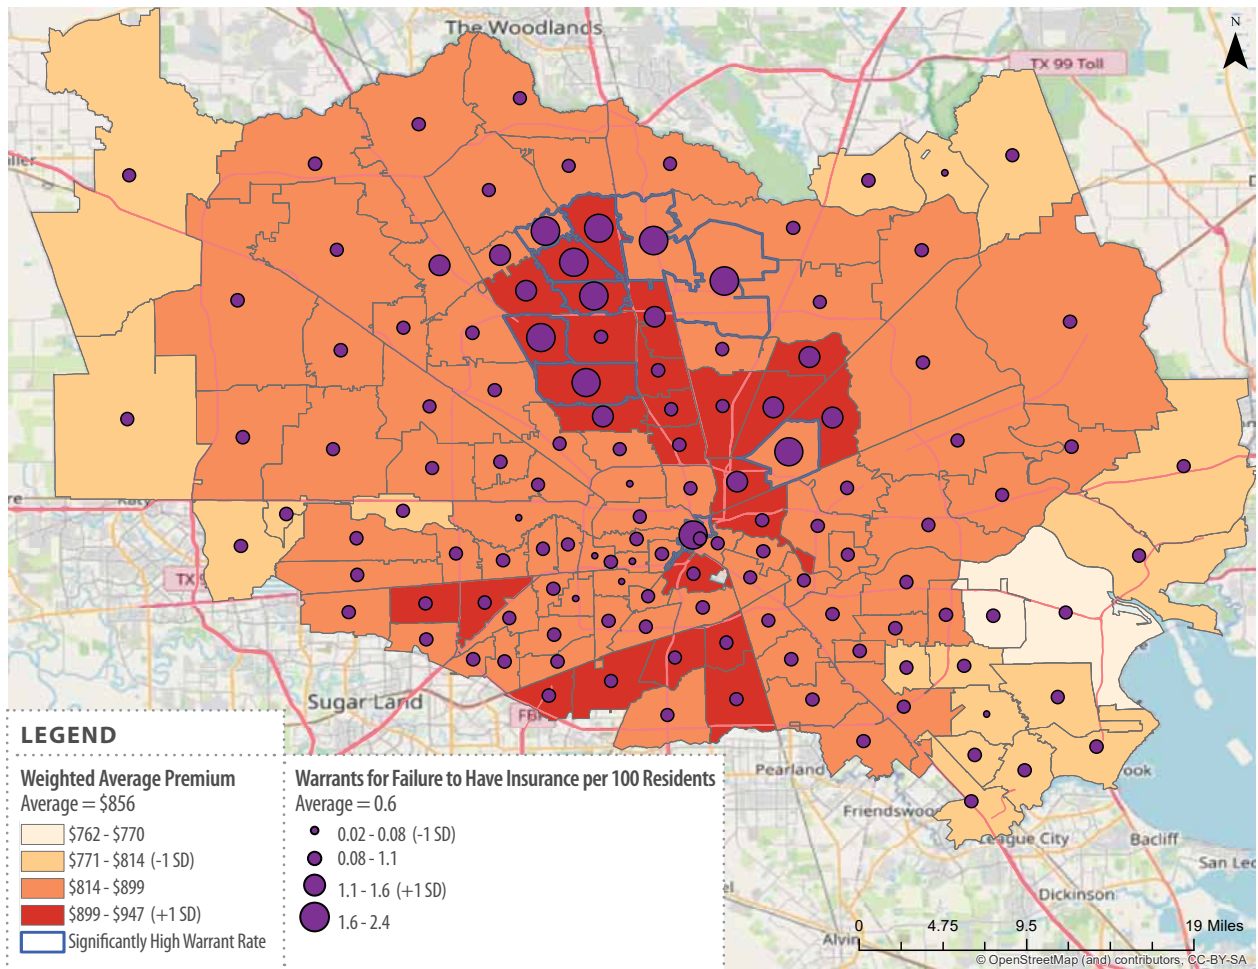 The Woodlands
N
TX 99 Toll
Katy
Sugar Land
Pearland
Alvin
Dickinson
League City
Bacliff
LEGEND
Weighted Average Premium
Average = $856
$762 - $770
$771 - $814 (-1 SD)
$814 - $899
$899 - $947 (+1 SD)
Significantly High Warrant Rate
Warrants for Failure to Have Insurance per 100 Residents
Average = 0.6
0.02 - 0.08 (-1 SD)
0.08 - 1.1
1.1 - 1.6 (+1 SD)
1.6 - 2.4
0 4.75 9.5 19 Miles
© OpenStreetMap (and) contributors, CC-BY-SA